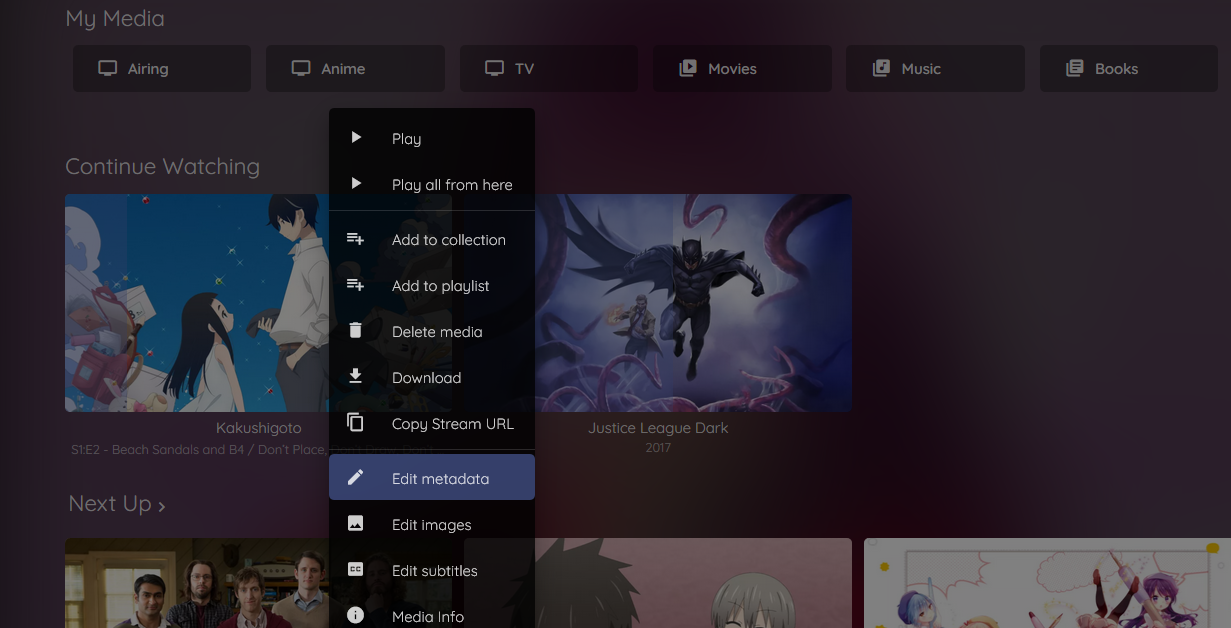 My Media
Airing
Anime
TV
Movies
Music
Books
Continue Watching
Kakushigoto
S1:E2 - Beach Sandals and B4 / Don't Place,
Justice League Dark
2017
Next Up
Play
Play all from here
Add to collection
Add to playlist
Delete media
Download
Copy Stream URL
Edit metadata
Edit images
Edit subtitles
Media Info